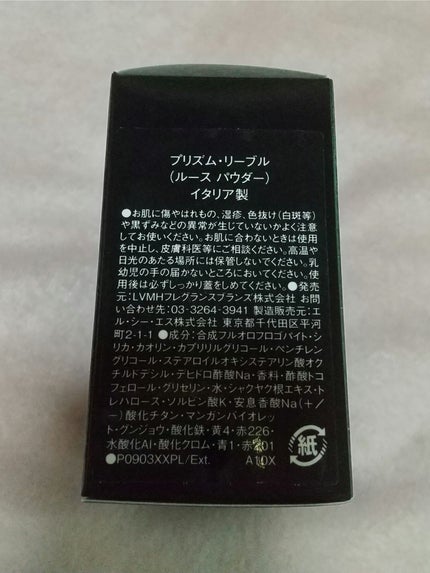 プリズム・リーブル
(ルース パウダー)
イタリア製
●お肌に傷やはれもの、湿疹、色抜け(白斑等)
や黒ずみなどの異常が生じていないかよく注意
してお使いください。お肌に合わないときは使用
を中止し、皮膚科医等にご相談ください。高温や
日光のあたる場所には保管しないでください。乳
幼児の手の届かないところにおいてください。使
用後は必ずしっかり蓋をしめてください。●発売
元:LVMHフレグランスブランズ株式会社 お問
い合わせ先:03-3264-3941 製造販売元:エ
ル・シー・エス株式会社 東京都千代田区平河
町2-1-1 ●成分:合成フルオロフロゴパイト・シ
リカ・カオリン・カプリリルグリコール・ペンチレン
グリコール・ステアロイルオキシステアリン酸オク
チルドデシル・デヒドロ酢酸Na・香料・酢酸トコ
フェロール・グリセリン・水・シャクヤク根エキス・ト
レハロース・ソルビン酸K・安息香酸Na(+/
-)酸化チタン・マンガンバイオレッ
ト・グンジョウ・酸化鉄・黄4・赤226・
水酸化Al・酸化クロム・青1・赤201
●P0903XXPL/Ext. A10X
紙